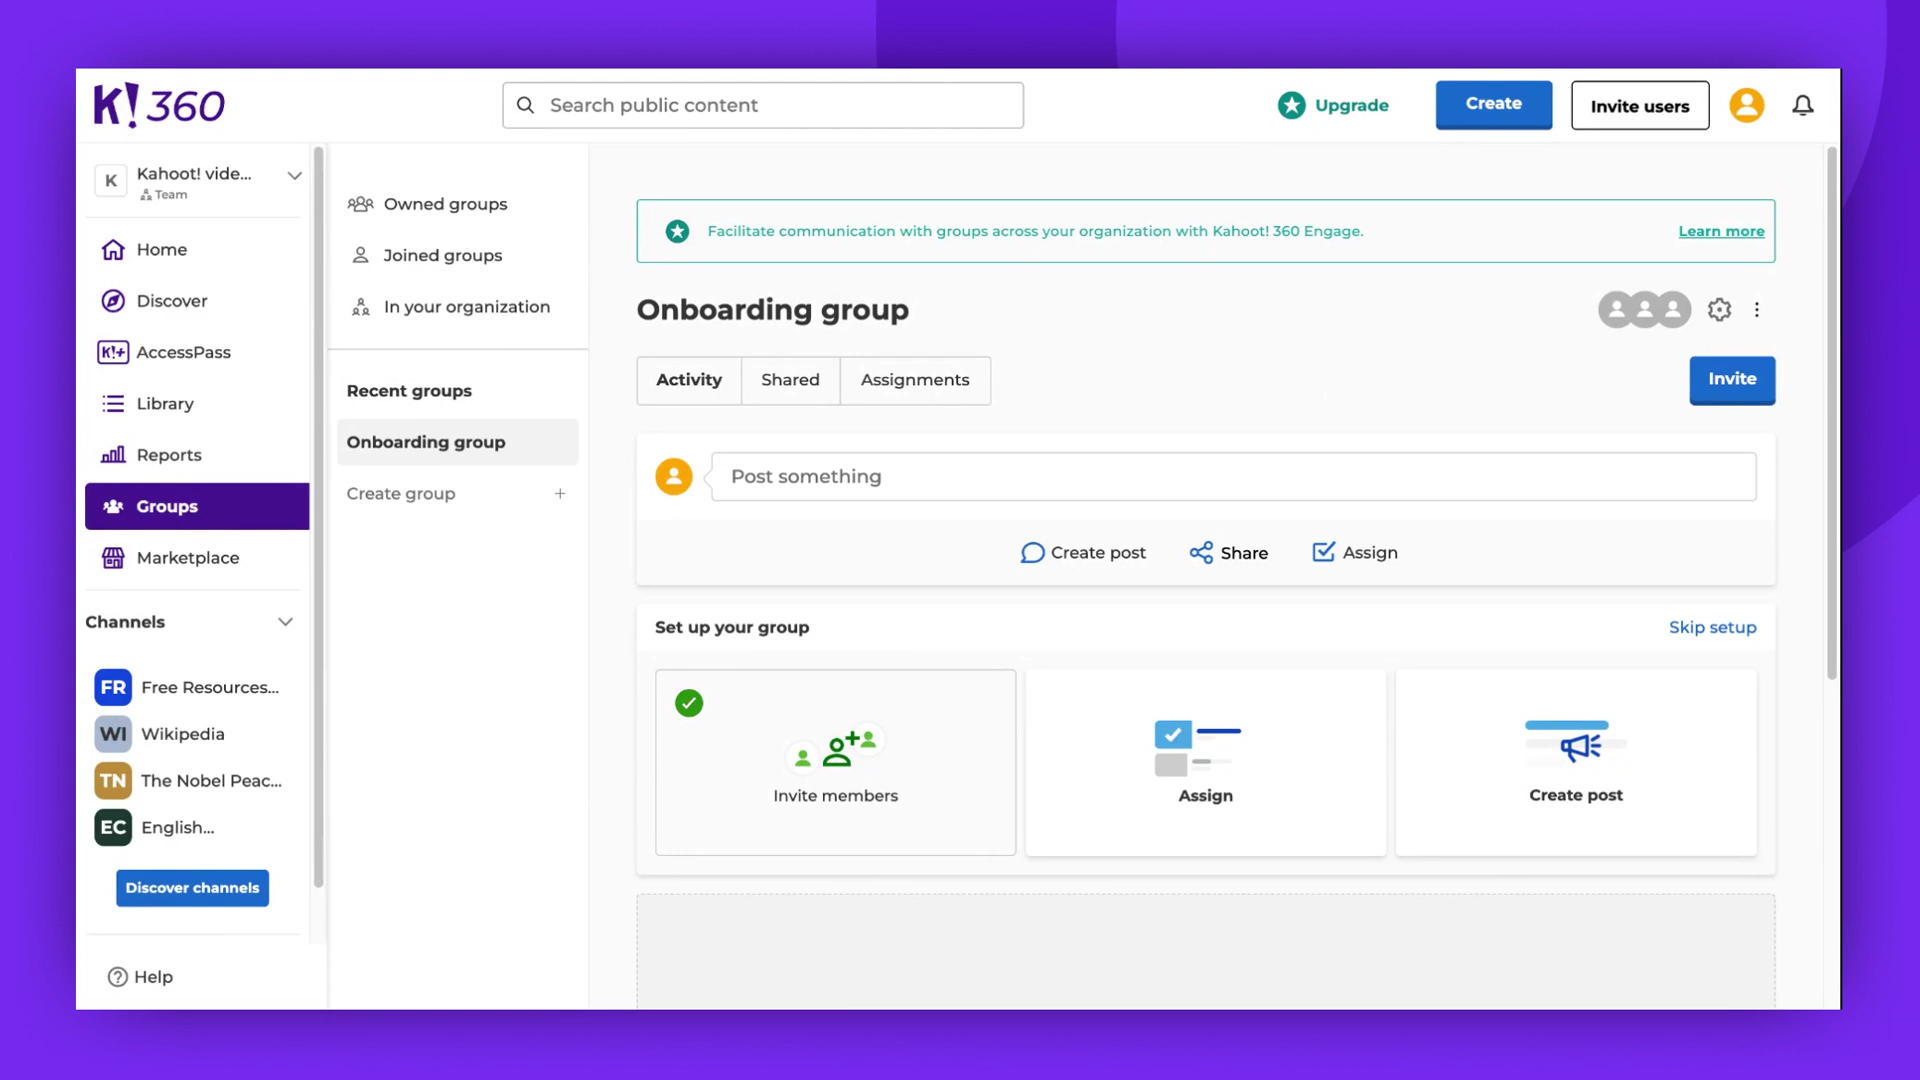 K! 360
Search public content
Upgrade
Create
Invite users
K
Kahoot! vide...
Team
Home
Discover
K!+ AccessPass
Library
Reports
Groups
Marketplace
Channels
FR Free Resources...
WI Wikipedia
TN The Nobel Peac...
EC English...
Discover channels
Help
Owned groups
Joined groups
In your organization
Recent groups
Onboarding group
Create group +
Facilitate communication with groups across your organization with Kahoot! 360 Engage.
Learn more
Onboarding group
Activity
Shared
Assignments
Invite
Post something
Create post
Share
Assign
Set up your group
Skip setup
Invite members
Assign
Create post